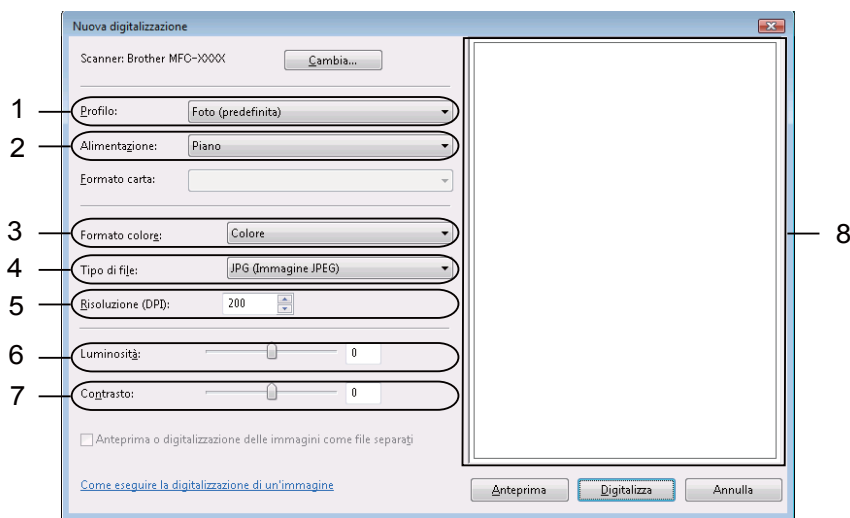 Nuova digitalizzazione
Scanner: Brother MFC-XXXX
Cambia...
1
Profilo:
Foto (predefinita)
2
Alimentazione:
Piano
Formato carta:
3
Formato colore:
Colore
4
Tipo di file:
JPG (Immagine JPEG)
5
Risoluzione (DPI):
200
6
Luminosità:
0
7
Contrasto:
0
8
Anteprima o digitalizzazione delle immagini come file separati
Come eseguire la digitalizzazione di un'immagine
Anteprima
Digitalizza
Annulla